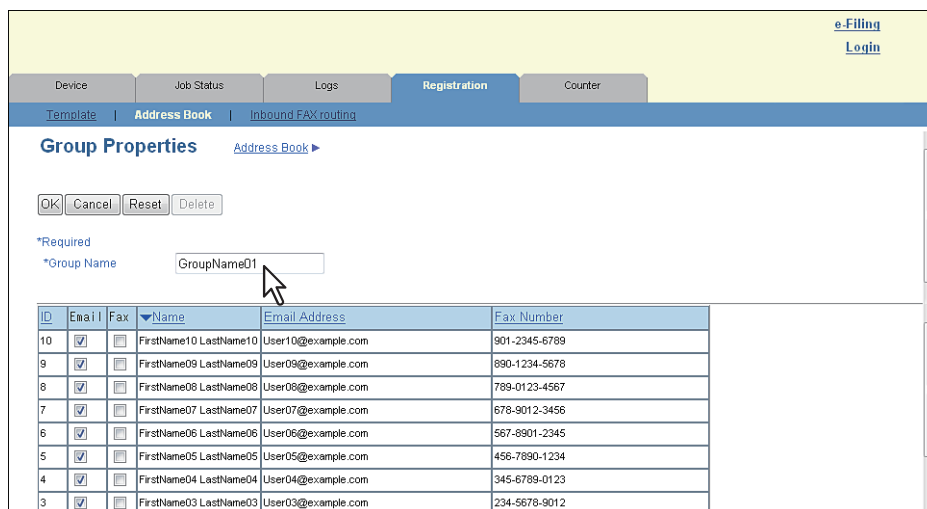 e-Filing
Login
Device Job Status Logs Registration Counter
Template | Address Book | Inbound FAX routing
Group Properties Address Book ▶
OK Cancel Reset Delete
*Required
*Group Name GroupName01
ID Email Fax ▼Name Email Address Fax Number
10 FirstName10 LastName10 User10@example.com 901-2345-6789
9 FirstName09 LastName09 User09@example.com 890-1234-5678
8 FirstName08 LastName08 User08@example.com 789-0123-4567
7 FirstName07 LastName07 User07@example.com 678-9012-3456
6 FirstName06 LastName06 User06@example.com 567-8901-2345
5 FirstName05 LastName05 User05@example.com 456-7890-1234
4 FirstName04 LastName04 User04@example.com 345-6789-0123
3 FirstName03 LastName03 User03@example.com 234-5678-9012